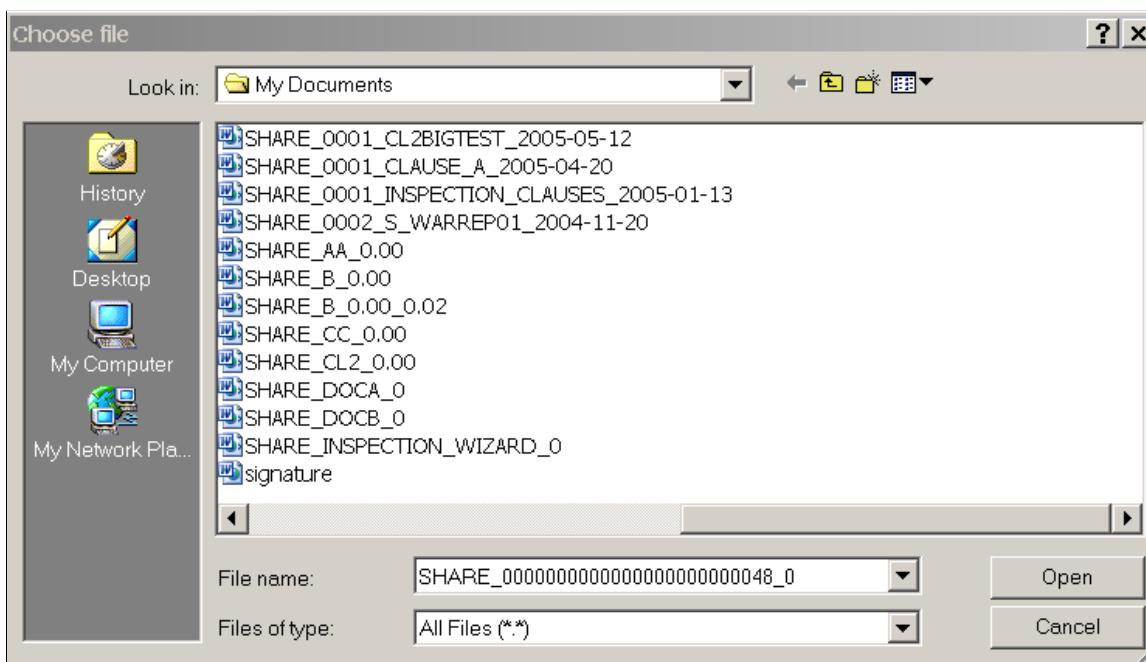 Choose file
Look in: My Documents
History
Desktop
My Computer
My Network Pla...
SHARE_0001_CL2BIGTEST_2005-05-12
SHARE_0001_CLAUSE_A_2005-04-20
SHARE_0001_INSPECTION_CLAUSES_2005-01-13
SHARE_0002_S_WARREP01_2004-11-20
SHARE_AA_0.00
SHARE_B_0.00
SHARE_B_0.00_0.02
SHARE_CC_0.00
SHARE_CL2_0.00
SHARE_DOCA_0
SHARE_DOCB_0
SHARE_INSPECTION_WIZARD_0
signature
File name: SHARE_00000000000000000000000048_0 Open
Files of type: All Files (*.*) Cancel